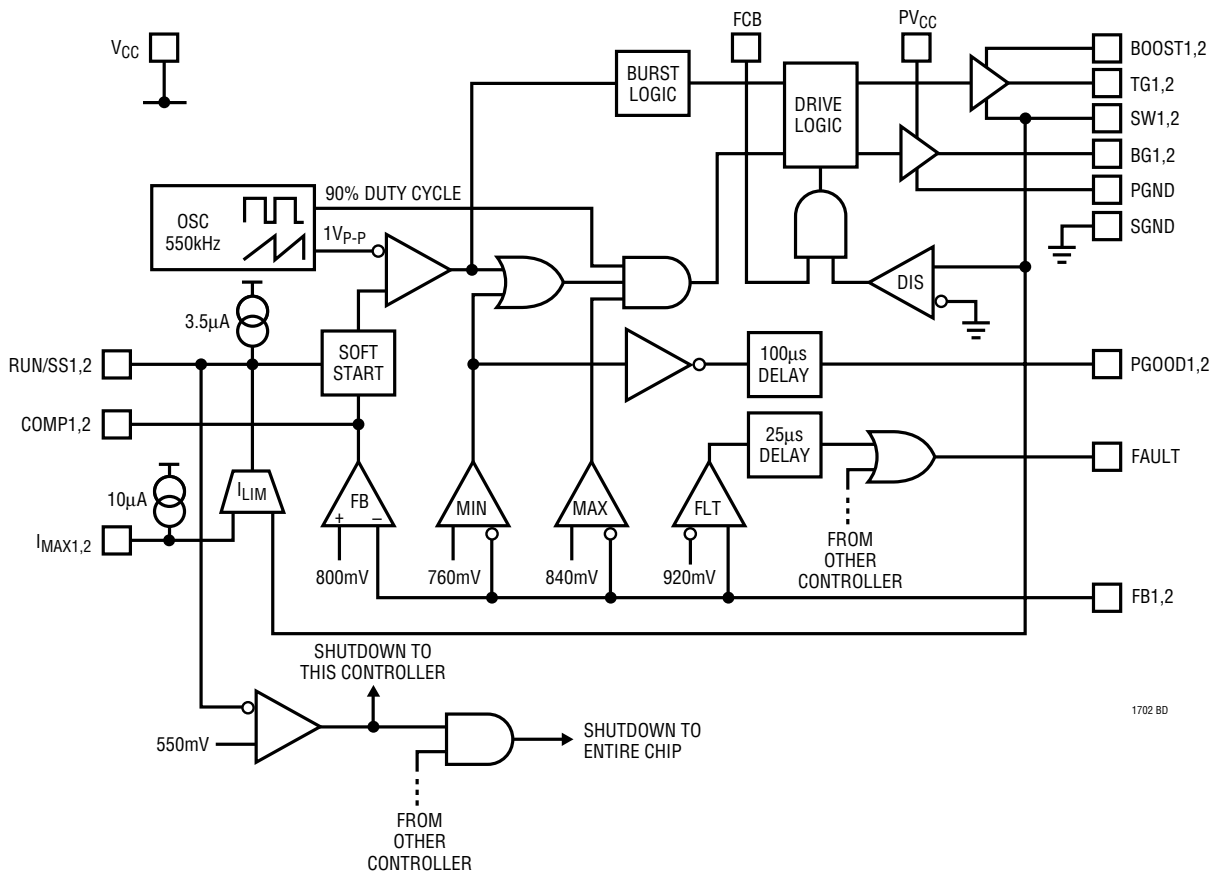 VCC
FCB
PVCC
BOOST1,2
TG1,2
SW1,2
BG1,2
PGND
SGND
BURST
LOGIC
DRIVE
LOGIC
OSC
550kHz
90% DUTY CYCLE
1VP-P
DIS
3.5µA
RUN/SS1,2
SOFT
START
100µs
DELAY
PGOOD1,2
COMP1,2
25µs
DELAY
FAULT
10µA
ILIM
IMAX1,2
FB
+ –
MIN
MAX
FLT
800mV
760mV
840mV
920mV
FROM
OTHER
CONTROLLER
FB1,2
SHUTDOWN TO
THIS CONTROLLER
550mV
SHUTDOWN TO
ENTIRE CHIP
FROM
OTHER
CONTROLLER
1702 BD